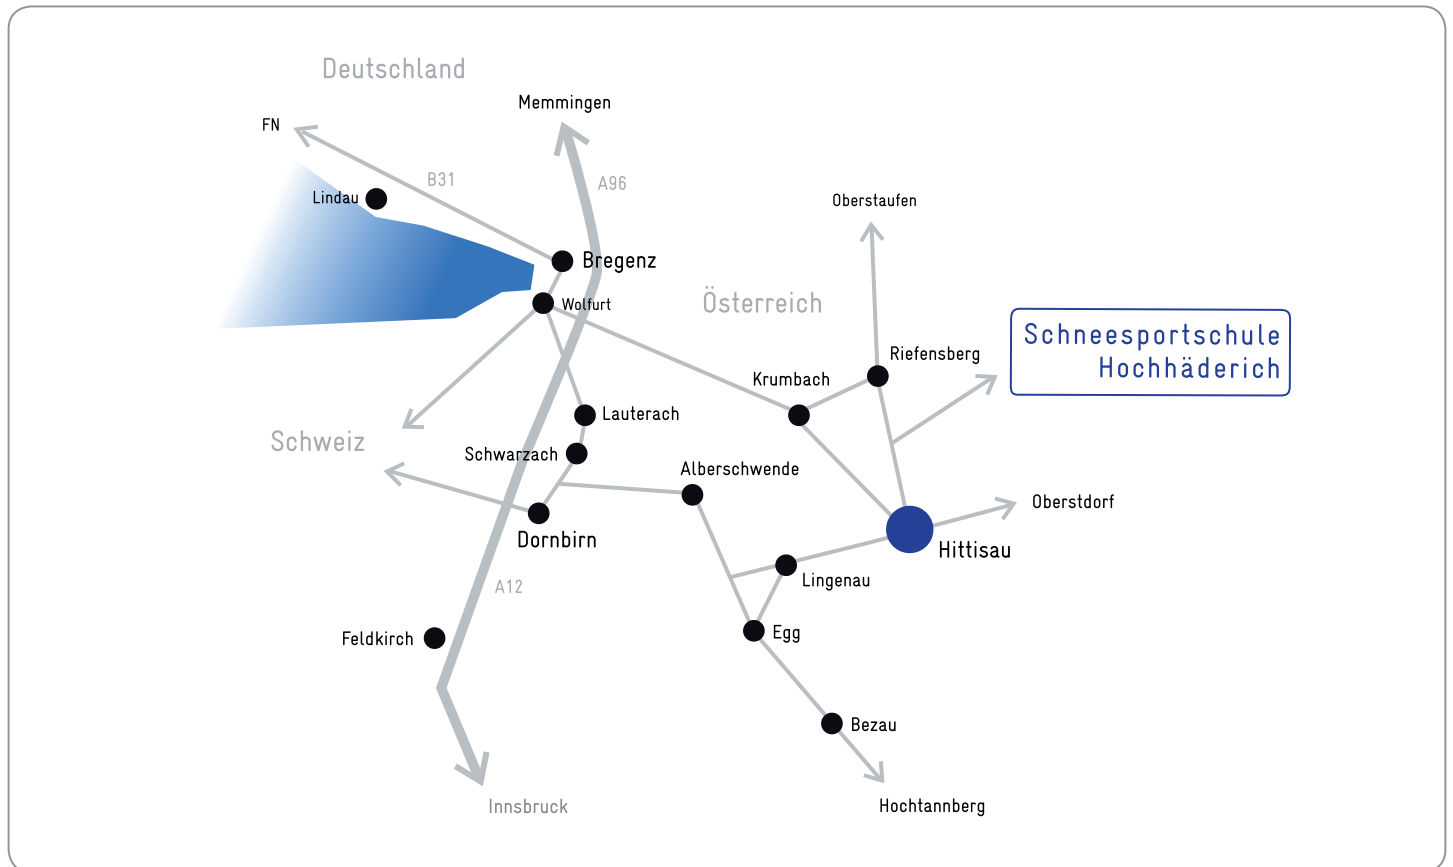 Deutschland
Memmingen
FN
B31
A96
Lindau
Oberstaufen
Bregenz
Wolfurt
Österreich
Schneesportschule
Hochhäderich
Riefensberg
Krumbach
Lauterach
Schweiz
Schwarzach
Alberschwende
Oberstdorf
Dornbirn
Hittisau
A12
Lingenau
Feldkirch
Egg
Bezau
Innsbruck
Hochtannberg